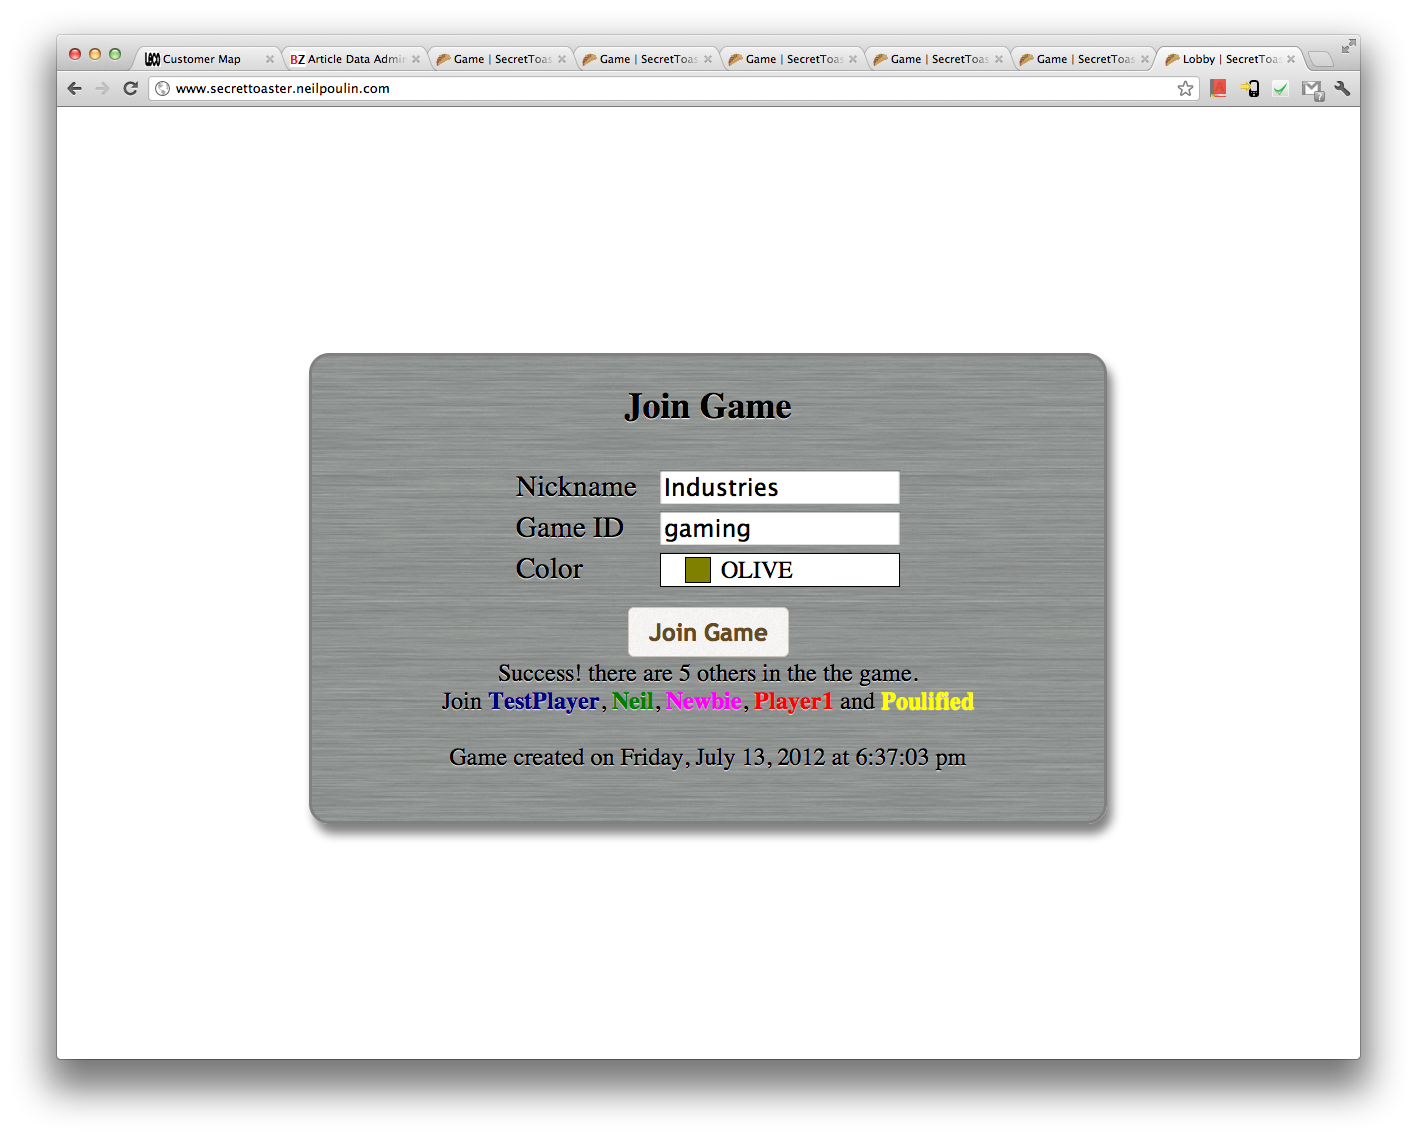 Customer Map
BZ Article Data Admin
Game | SecretToas
Game | SecretToas
Game | SecretToas
Game | SecretToas
Game | SecretToas
Lobby | SecretToas
www.secrettoaster.neilpoulin.com
Join Game
Nickname Industries
Game ID gaming
Color OLIVE
Join Game
Success! there are 5 others in the the game.
Join TestPlayer, Neil, Newbie, Player1 and Poulified
Game created on Friday, July 13, 2012 at 6:37:03 pm